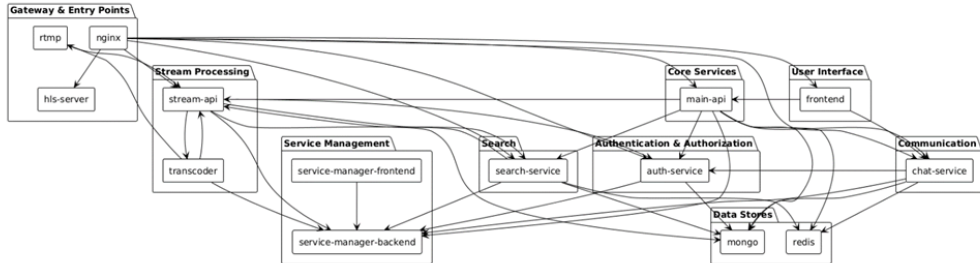 Gateway & Entry Points
rtmp
nginx
hls-server
Stream Processing
stream-api
transcoder
Core Services
main-api
User Interface
frontend
Service Management
service-manager-frontend
service-manager-backend
Search
search-service
Authentication & Authorization
auth-service
Communication
chat-service
Data Stores
mongo
redis